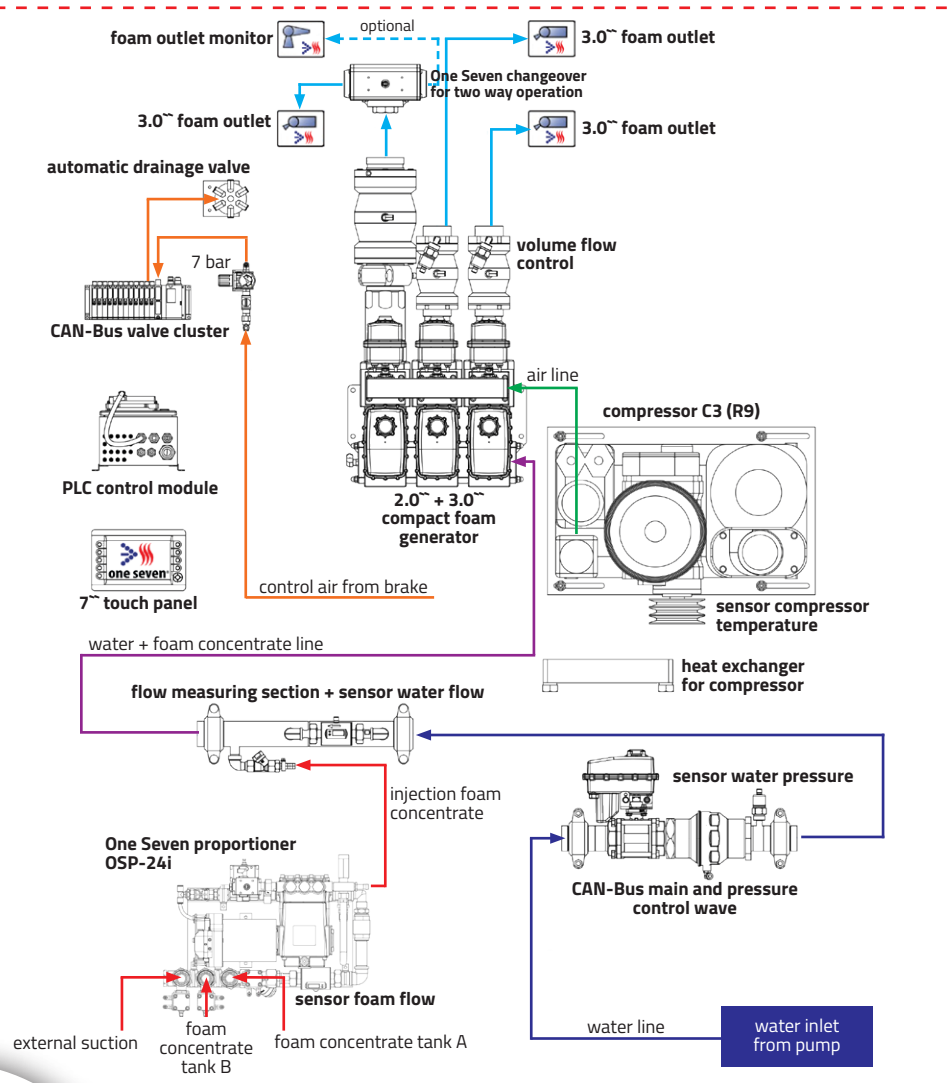 optional
foam outlet monitor
3.0˜ foam outlet
One Seven changeover
for two way operation
3.0˜ foam outlet
3.0˜ foam outlet
automatic drainage valve
volume flow
control
7 bar
CAN-Bus valve cluster
air line
compressor C3 (R9)
PLC control module
2.0˜ + 3.0˜
compact foam
generator
one seven
control air from brake
7˜ touch panel
sensor compressor
temperature
water + foam concentrate line
heat exchanger
for compressor
flow measuring section + sensor water flow
sensor water pressure
injection foam
concentrate
One Seven proportioner
OSP-24i
CAN-Bus main and pressure
control wave
sensor foam flow
external suction
foam
concentrate
tank B
foam concentrate tank A
water line
water inlet
from pump